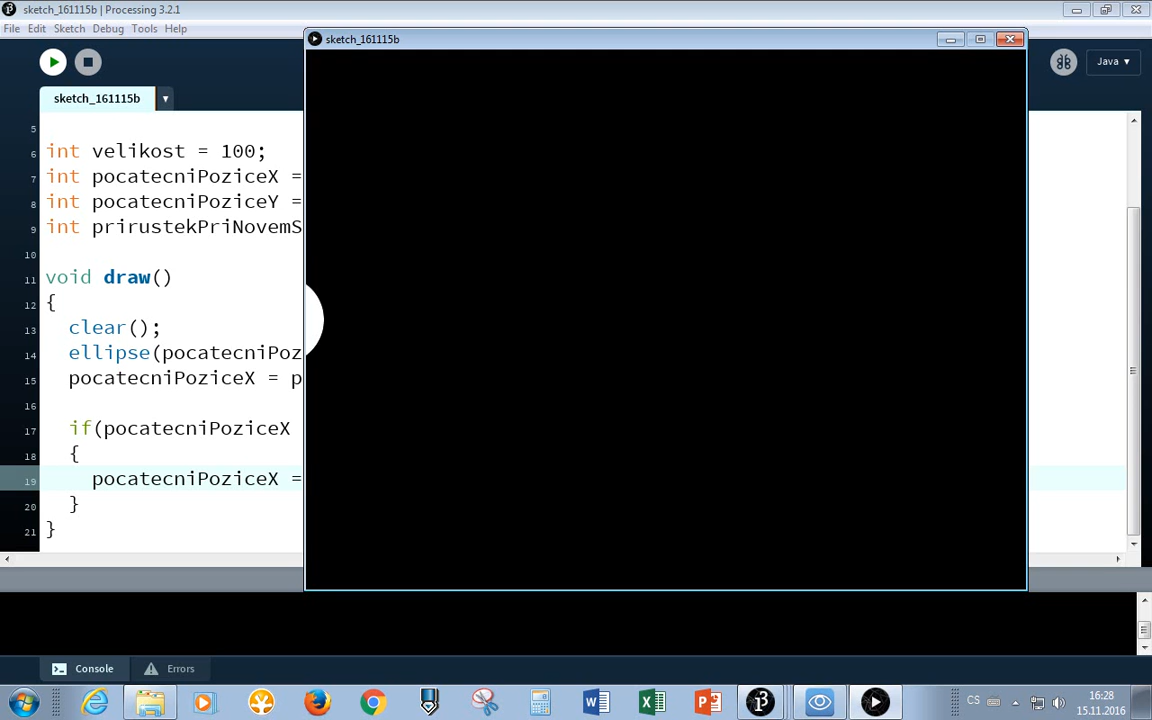 sketch_161115b | Processing 3.2.1
File Edit Sketch Debug Tools Help
sketch_161115b
Java ▾
sketch_161115b ▾
5
6 int velikost = 100;
7 int pocatecniPoziceX =
8 int pocatecniPoziceY =
9 int prirustekPriNovemS
10
11 void draw()
12 {
13 clear();
14 ellipse(pocatecniPoz
15 pocatecniPoziceX = p
16
17 if(pocatecniPoziceX
18 {
19 pocatecniPoziceX =
20 }
21 }
Console Errors
CS 16:28
15.11.2016